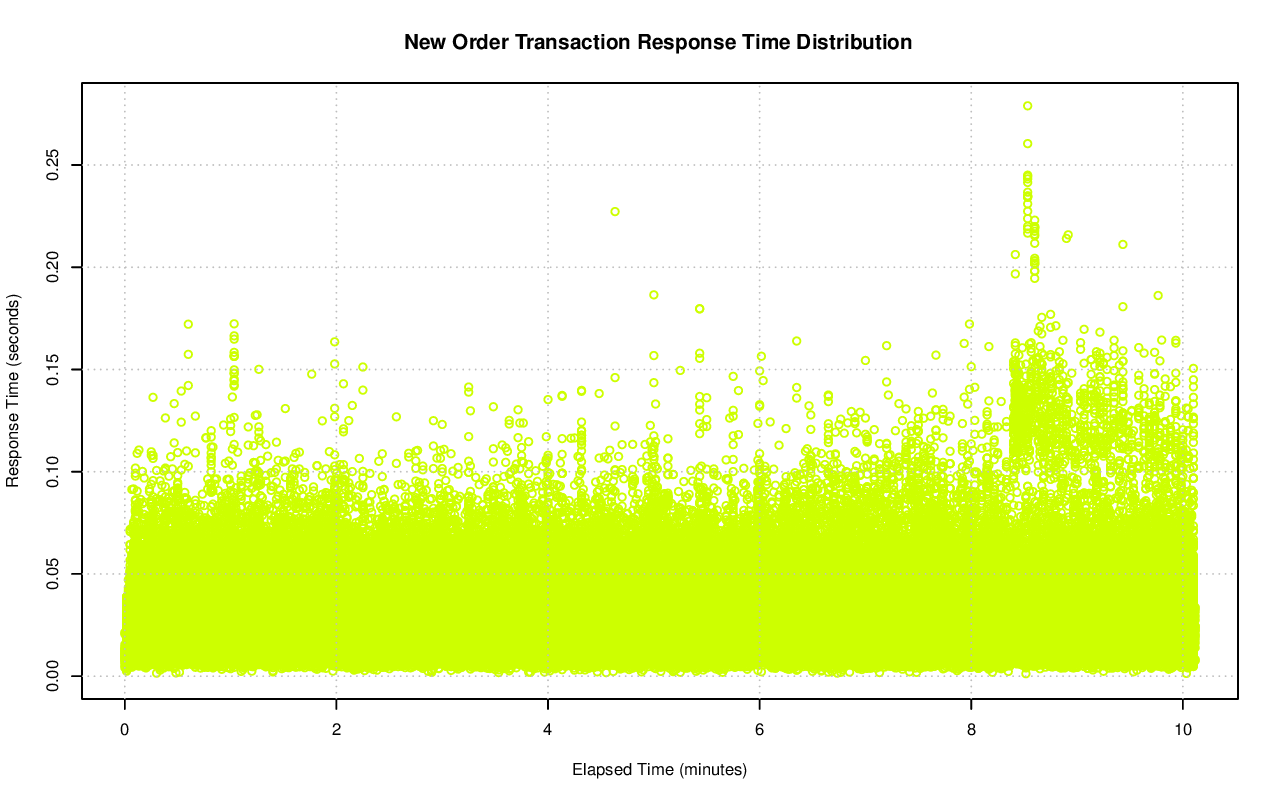 New Order Transaction Response Time Distribution
Response Time (seconds)
0.25
0.20
0.15
0.10
0.05
0.00
0 2 4 6 8 10
Elapsed Time (minutes)